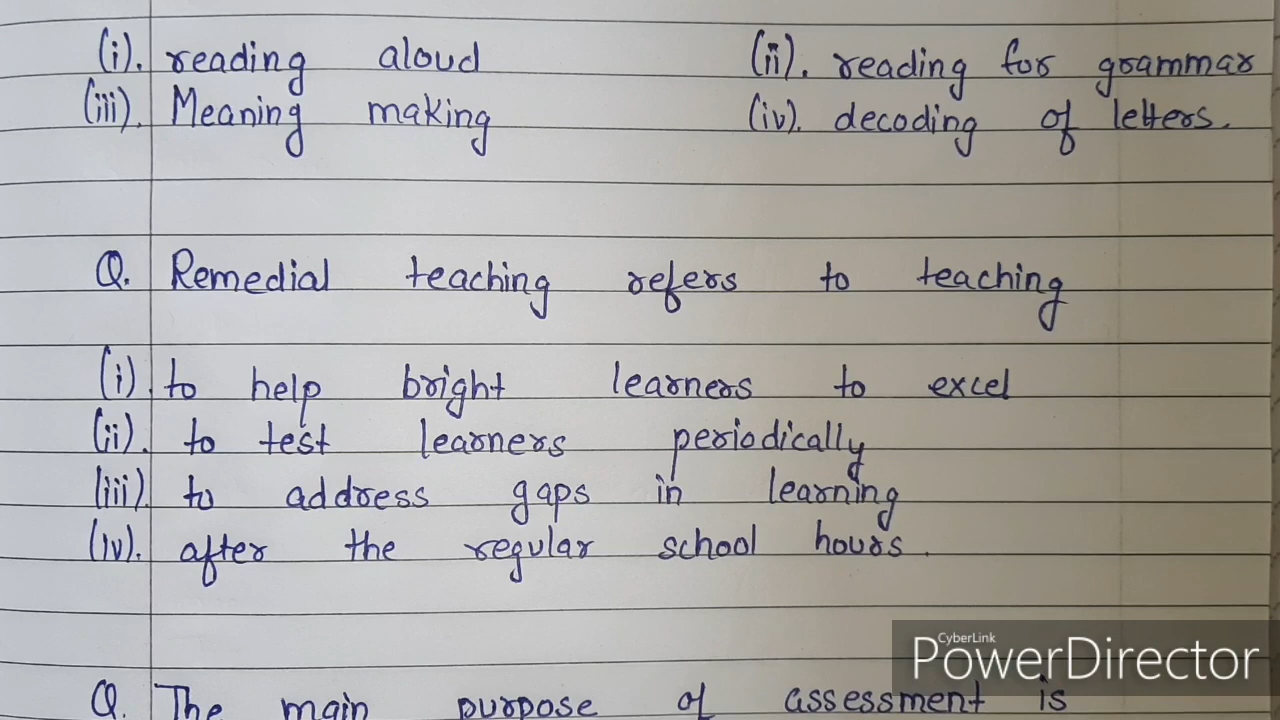 (i). reading aloud (ii). reading for grammar
(iii). Meaning making (iv). decoding of letters.
Q. Remedial teaching refers to teaching
(i). to help bright learners to excel
(ii). to test learners periodically
(iii) to address gaps in learning
(iv). after the regular school hours.
CyberLink
PowerDirector
Q. The main purpose of assessment is